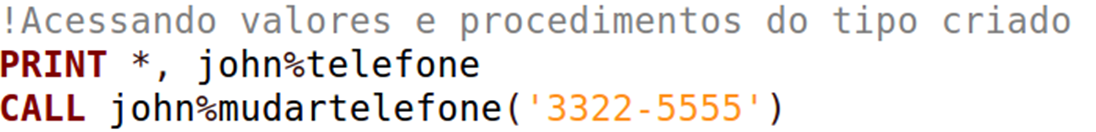 !Acessando valores e procedimentos do tipo criado
PRINT *, john%telefone
CALL john%mudartelefone('3322-5555')